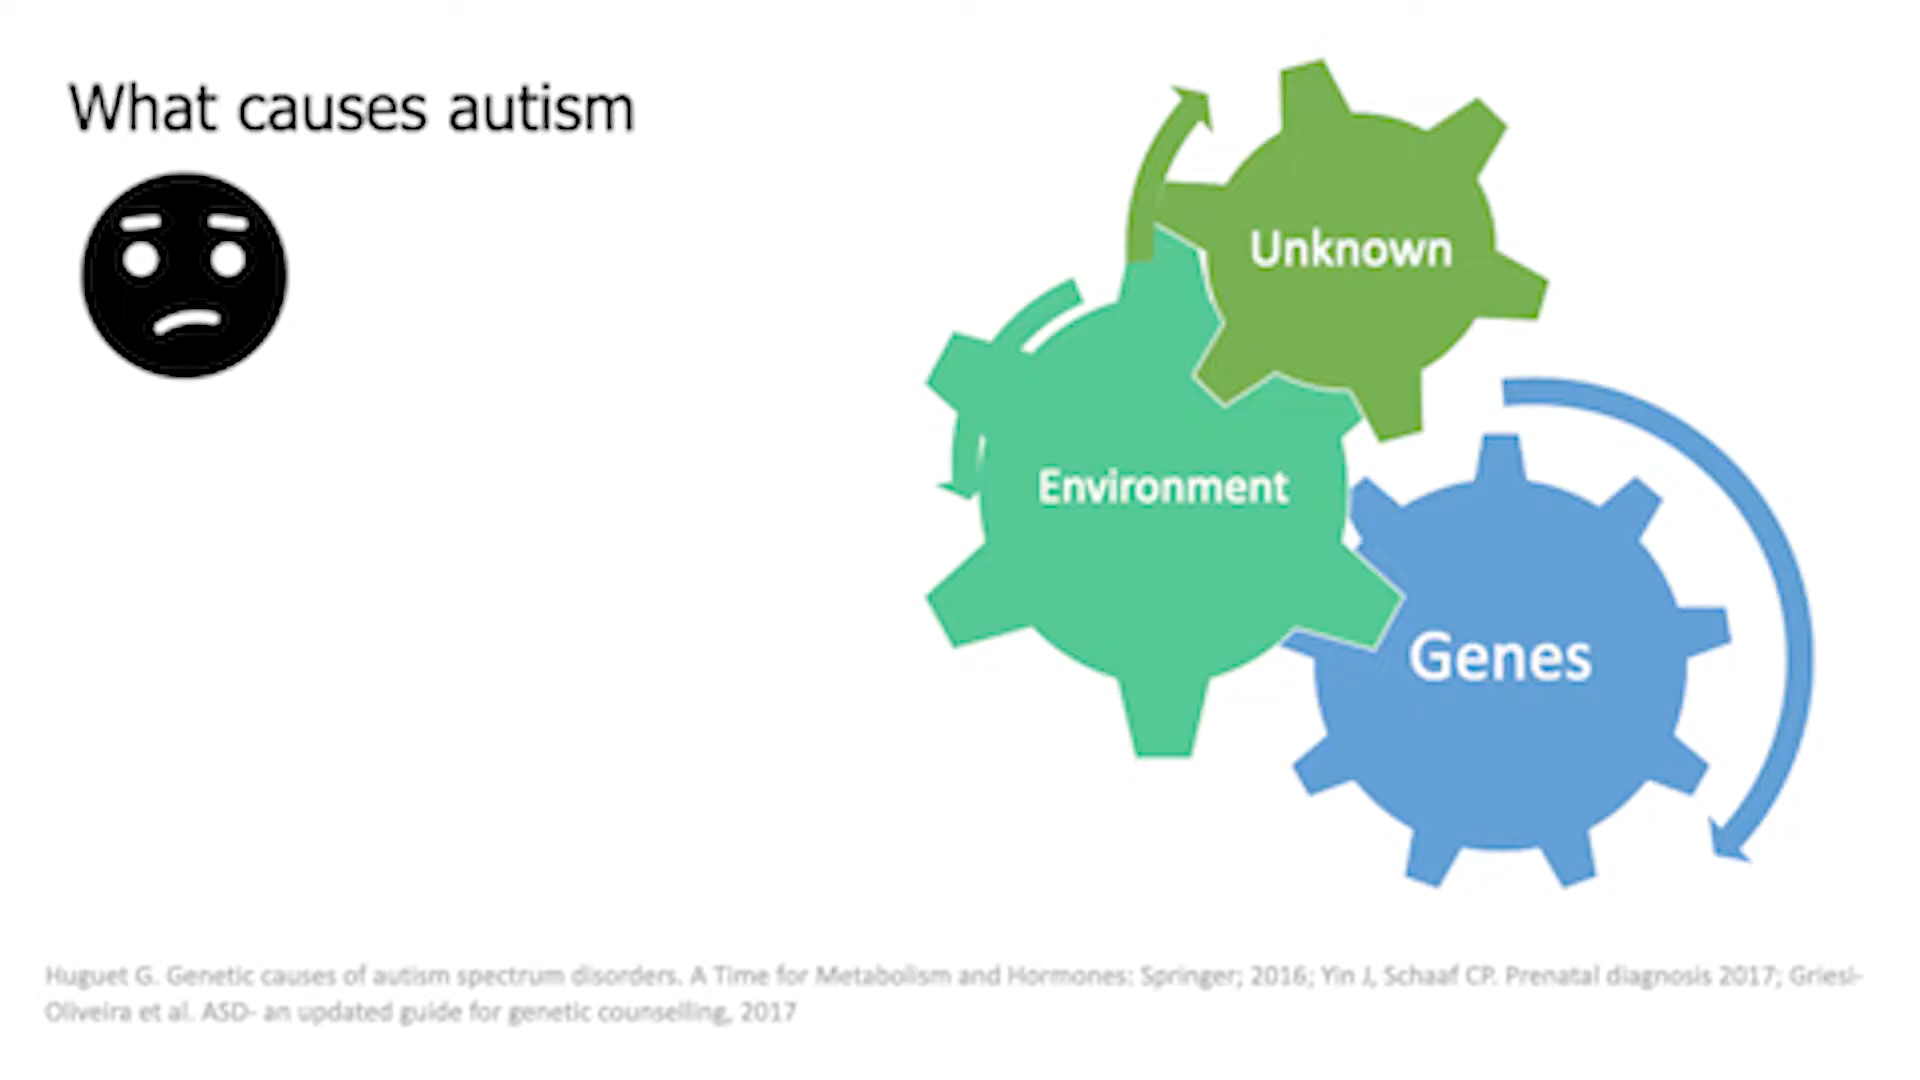 What causes autism
Unknown
Environment
Genes
Huguet G. Genetic causes of autism spectrum disorders. A Time for Metabolism and Hormones: Springer; 2016; Yin J, Schaaf CP. Prenatal diagnosis 2017; Griesi-
Oliveira et al. ASD- an updated guide for genetic counselling, 2017